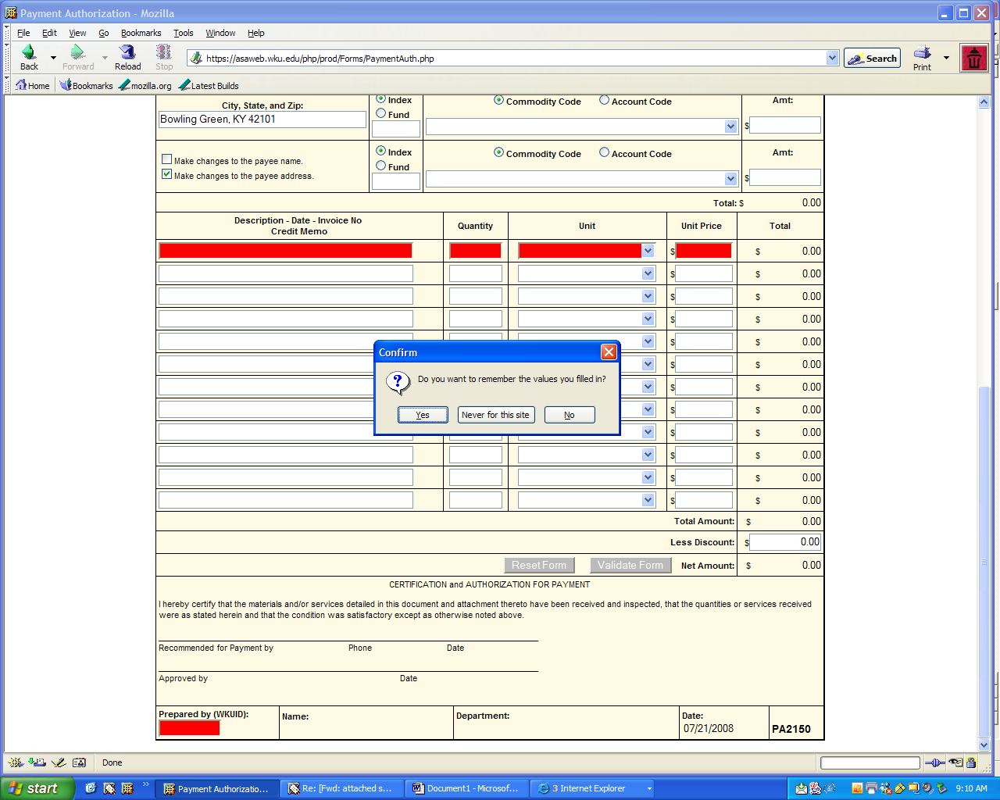 Payment Authorization - Mozilla
File Edit View Go Bookmarks Tools Window Help
Back Forward Reload Stop https://asaweb.wku.edu/php/prod/Forms/PaymentAuth.php Search Print
Home Bookmarks mozilla.org Latest Builds
City, State, and Zip: Index Commodity Code Account Code Amt:
Bowling Green, KY 42101 Fund $
Make changes to the payee name. Index Commodity Code Account Code Amt:
Make changes to the payee address. Fund $
Total: $ 0.00
Description - Date - Invoice No Quantity Unit Unit Price Total
Credit Memo
$ $ 0.00
$ $ 0.00
$ $ 0.00
$ $ 0.00
$ $ 0.00
$ $ 0.00
$ $ 0.00
$ $ 0.00
$ $ 0.00
$ $ 0.00
$ $ 0.00
$ $ 0.00
Confirm
Do you want to remember the values you filled in?
Yes Never for this site No
Total Amount: $ 0.00
Less Discount: $ 0.00
Reset Form Validate Form Net Amount: $ 0.00
CERTIFICATION and AUTHORIZATION FOR PAYMENT
I hereby certify that the materials and/or services detailed in this document and attachment thereto have been received and inspected, that the quantities or services received
were as stated herein and that the condition was satisfactory except as otherwise noted above.
Recommended for Payment by Phone Date
Approved by Date
Prepared by (WKUID): Name: Department: Date:
07/21/2008 PA2150
Done
start Payment Authorizatio... Re: [Fwd: attached s... Document1 - Microsof... 3 Internet Explorer 9:10 AM